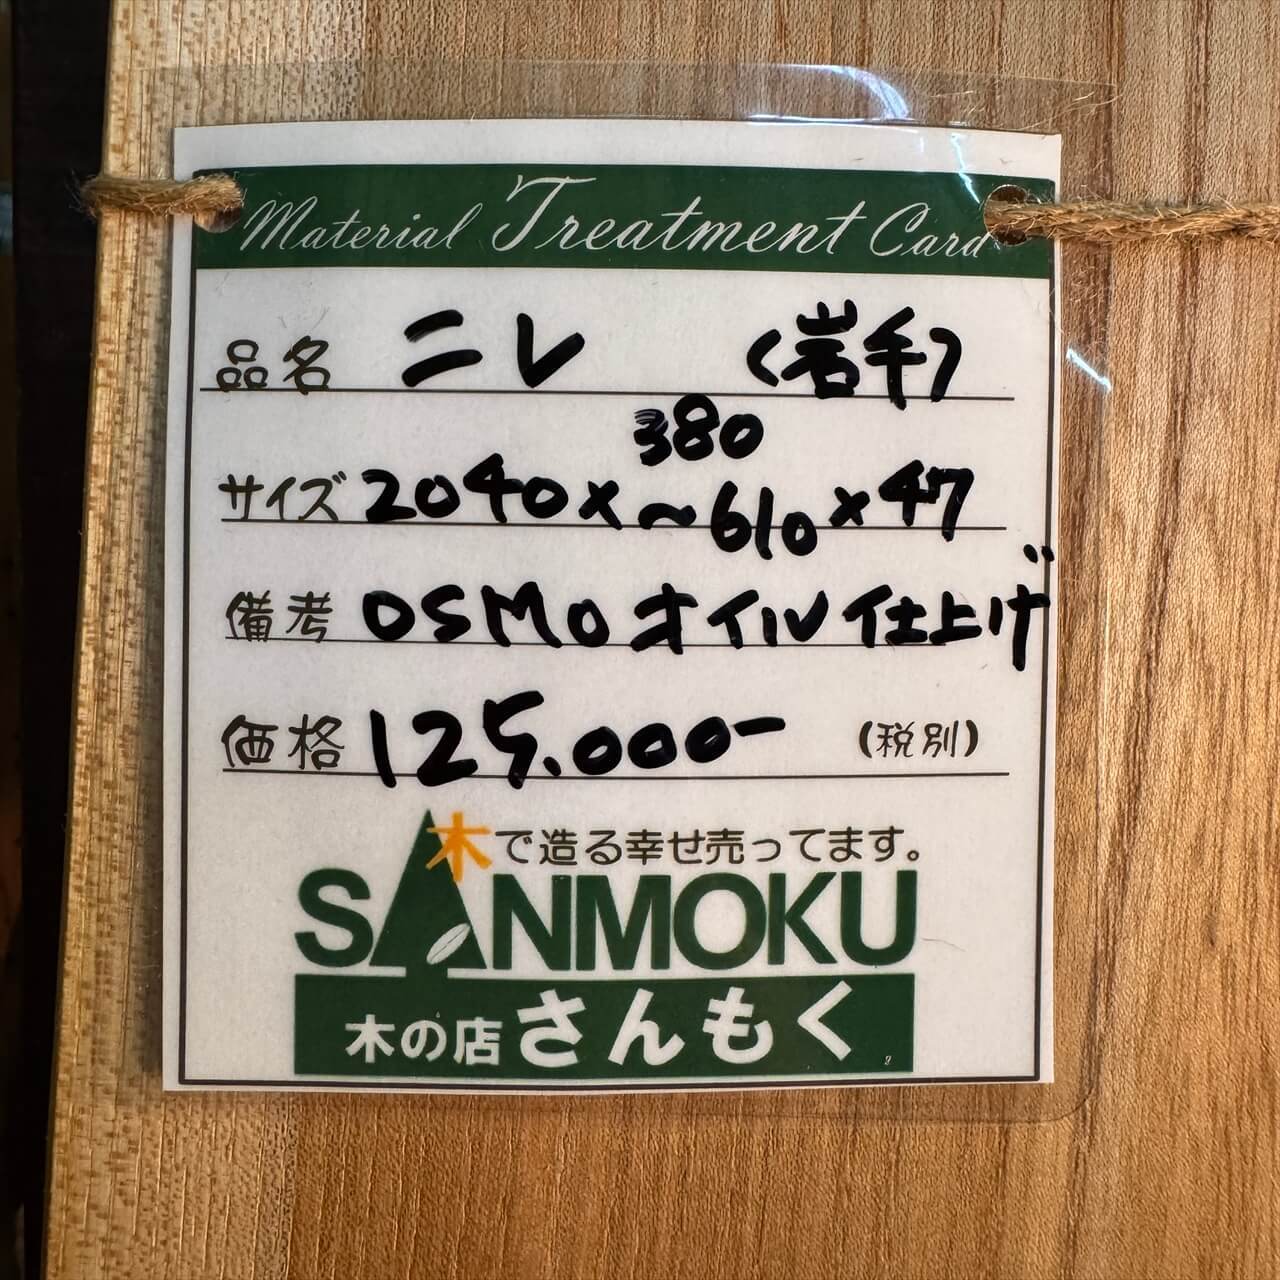 Material Treatment Card
品名 ニレ (岩手)
サイズ 2040×380~610×47
備考 OSMOオイル仕上げ
価格 125.000- (税別)
木で造る幸せ売ってます。
SANMOKU
木の店さんもく